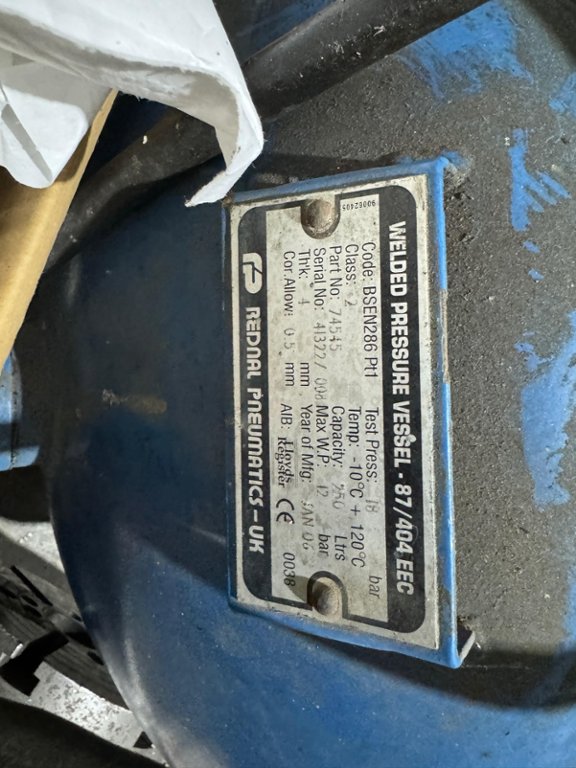 WELDED PRESSURE VESSEL - 87/404 EEC
Code: BSEN286 Pt1 Test Press: 18 bar
Class: 2 Temp: -10°C + 120°C
Part No: 74545 Capacity: 250 Ltrs
Serial No: 41322/ 008 Max W.P. 12 bar
Th'k: 4 mm Year of Mfg: JAN 06
Cor.Allow: 0.5 mm AIB: Lloyds Register CE 0038
REDNAL PNEUMATICS - UK